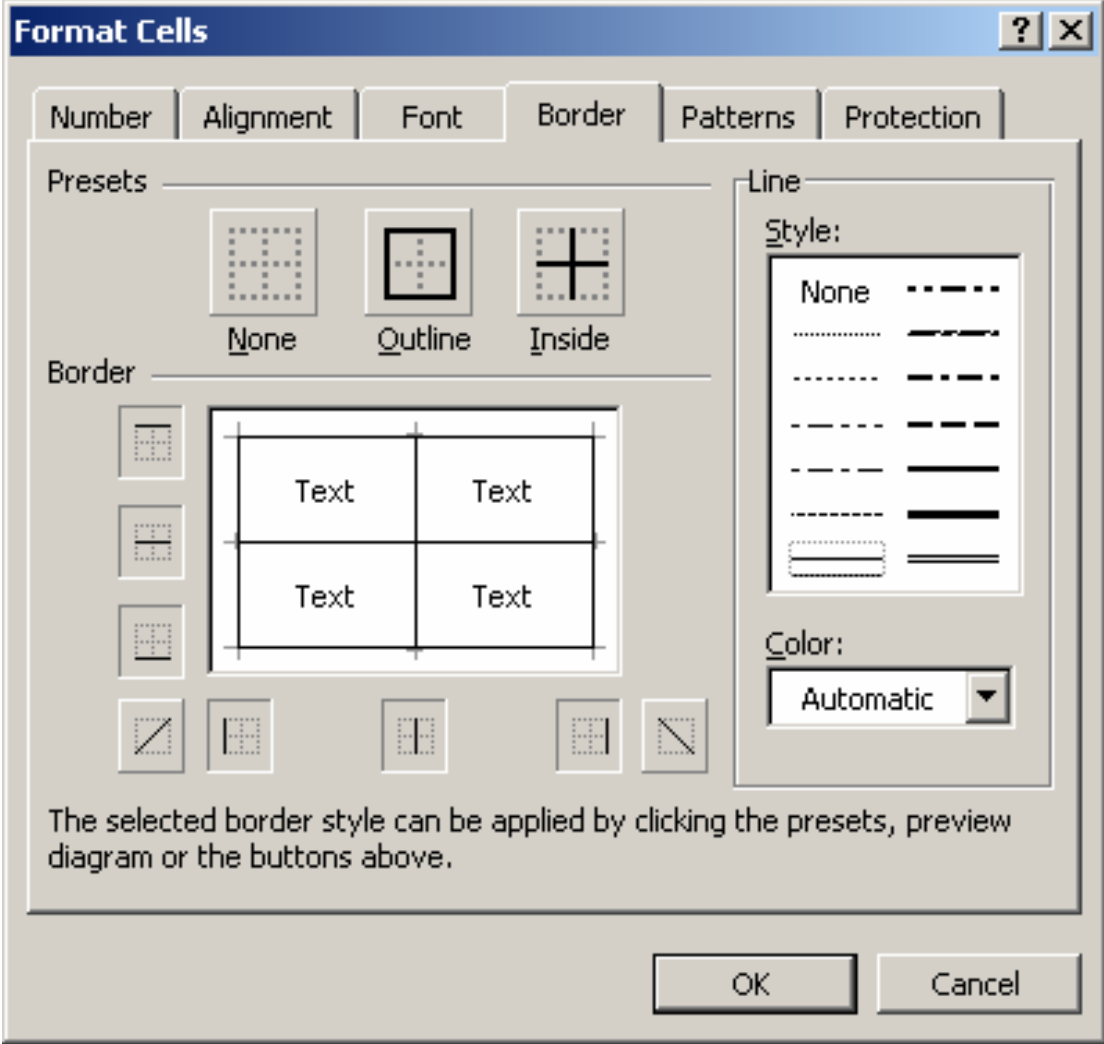 Format Cells ? X
Number Alignment Font Border Patterns Protection
Presets
None Outline Inside
Border
Text Text
Text Text
Line
Style:
None
Color:
Automatic
The selected border style can be applied by clicking the presets, preview
diagram or the buttons above.
OK Cancel